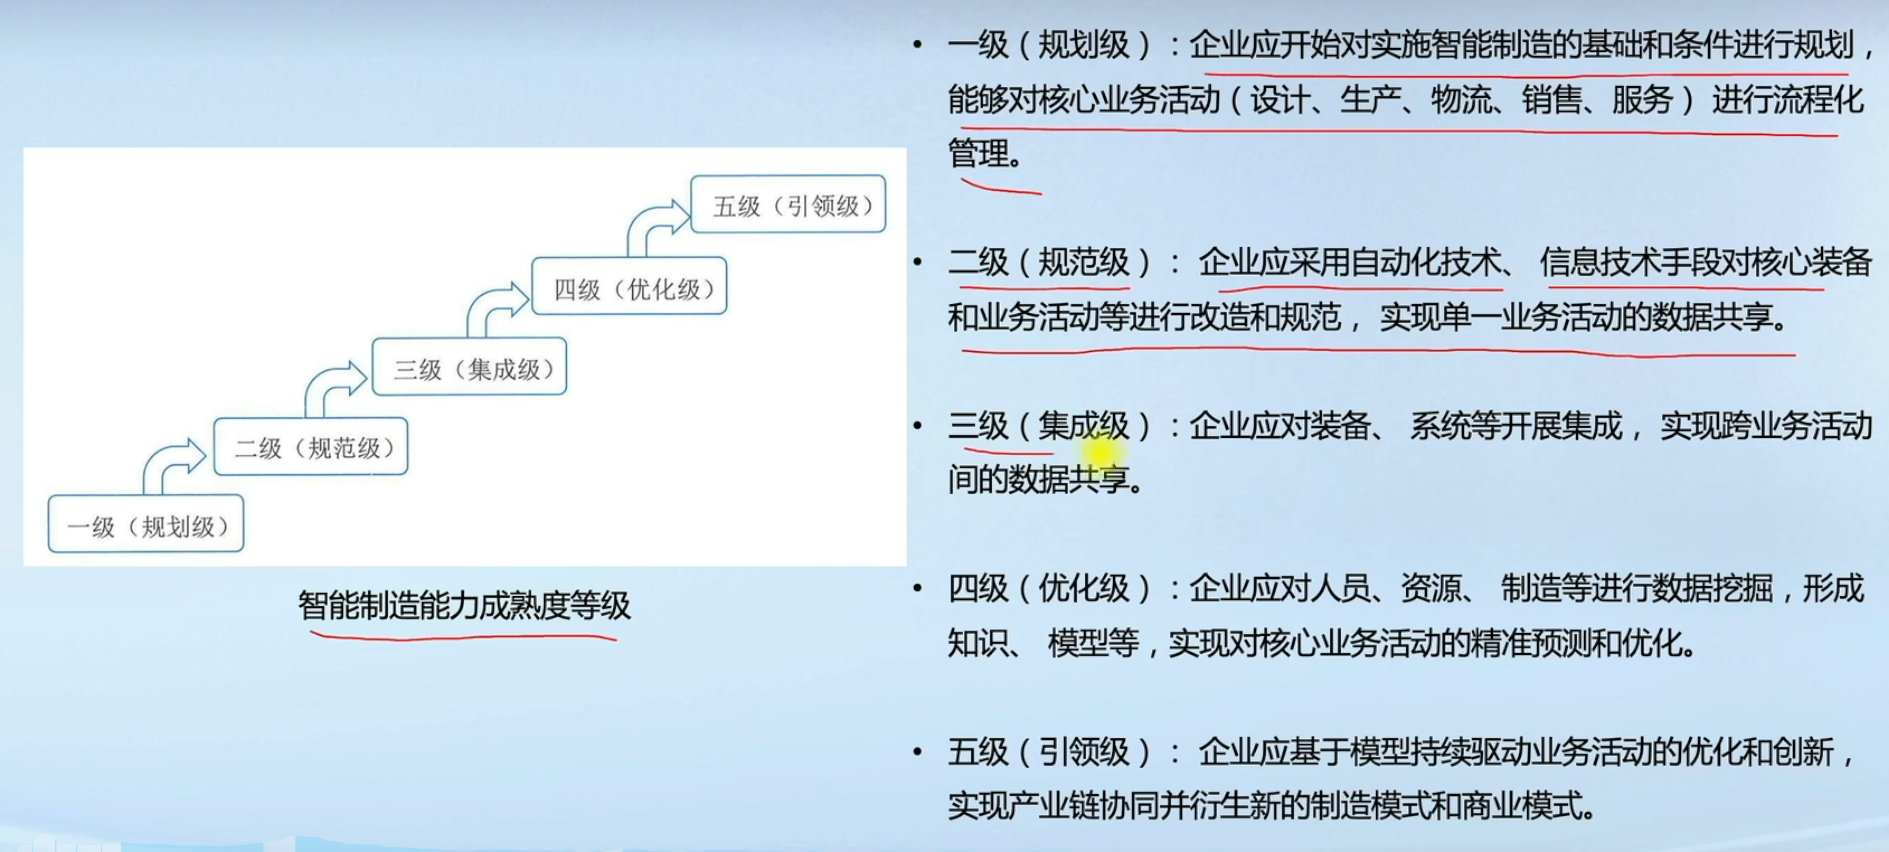 五级（引领级）
四级（优化级）
三级（集成级）
二级（规范级）
一级（规划级）
智能制造能力成熟度等级
• 一级（规划级）：企业应开始对实施智能制造的基础和条件进行规划，
能够对核心业务活动（设计、生产、物流、销售、服务） 进行流程化
管理。
• 二级（规范级）： 企业应采用自动化技术、 信息技术手段对核心装备
和业务活动等进行改造和规范， 实现单一业务活动的数据共享。
• 三级（集成级）：企业应对装备、 系统等开展集成， 实现跨业务活动
间的数据共享。
• 四级（优化级）：企业应对人员、资源、 制造等进行数据挖掘，形成
知识、 模型等，实现对核心业务活动的精准预测和优化。
• 五级（引领级）： 企业应基于模型持续驱动业务活动的优化和创新，
实现产业链协同并衍生新的制造模式和商业模式。